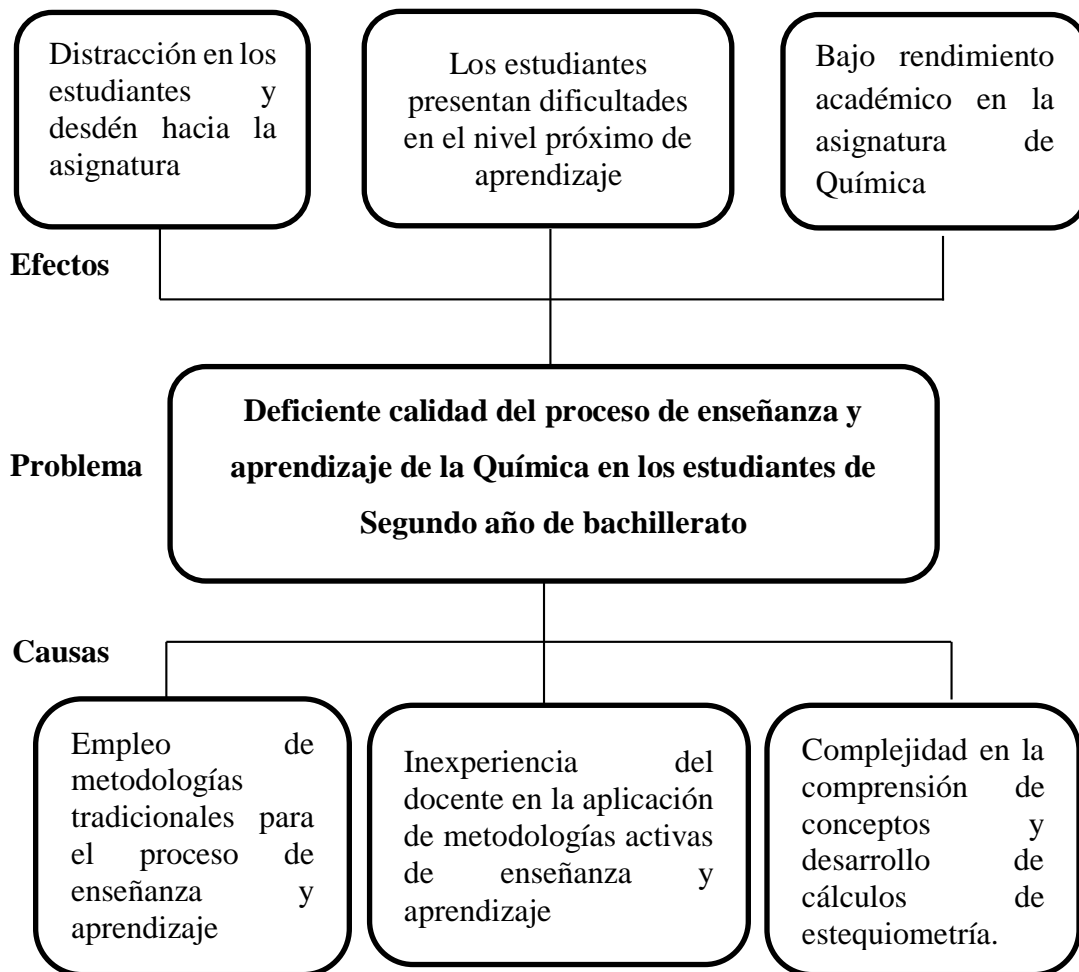 Distracción en los
estudiantes y
desdén hacia la
asignatura
Los estudiantes
presentan dificultades
en el nivel próximo de
aprendizaje
Bajo rendimiento
académico en la
asignatura de
Química
Efectos
Deficiente calidad del proceso de enseñanza y
aprendizaje de la Química en los estudiantes de
Segundo año de bachillerato
Problema
Causas
Empleo de
metodologías
tradicionales para
el proceso de
enseñanza y
aprendizaje
Inexperiencia del
docente en la aplicación
de metodologías activas
de enseñanza y
aprendizaje
Complejidad en la
comprensión de
conceptos y
desarrollo de
cálculos de
estequiometría.